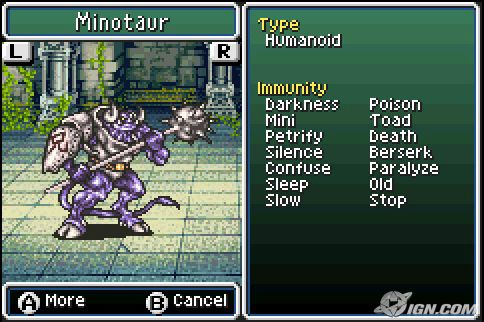 Minotaur
L
R
A More
B Cancel
Type
Humanoid
Immunity
Darkness Poison
Mini Toad
Petrify Death
Silence Berserk
Confuse Paralyze
Sleep Old
Slow Stop
IGN.COM